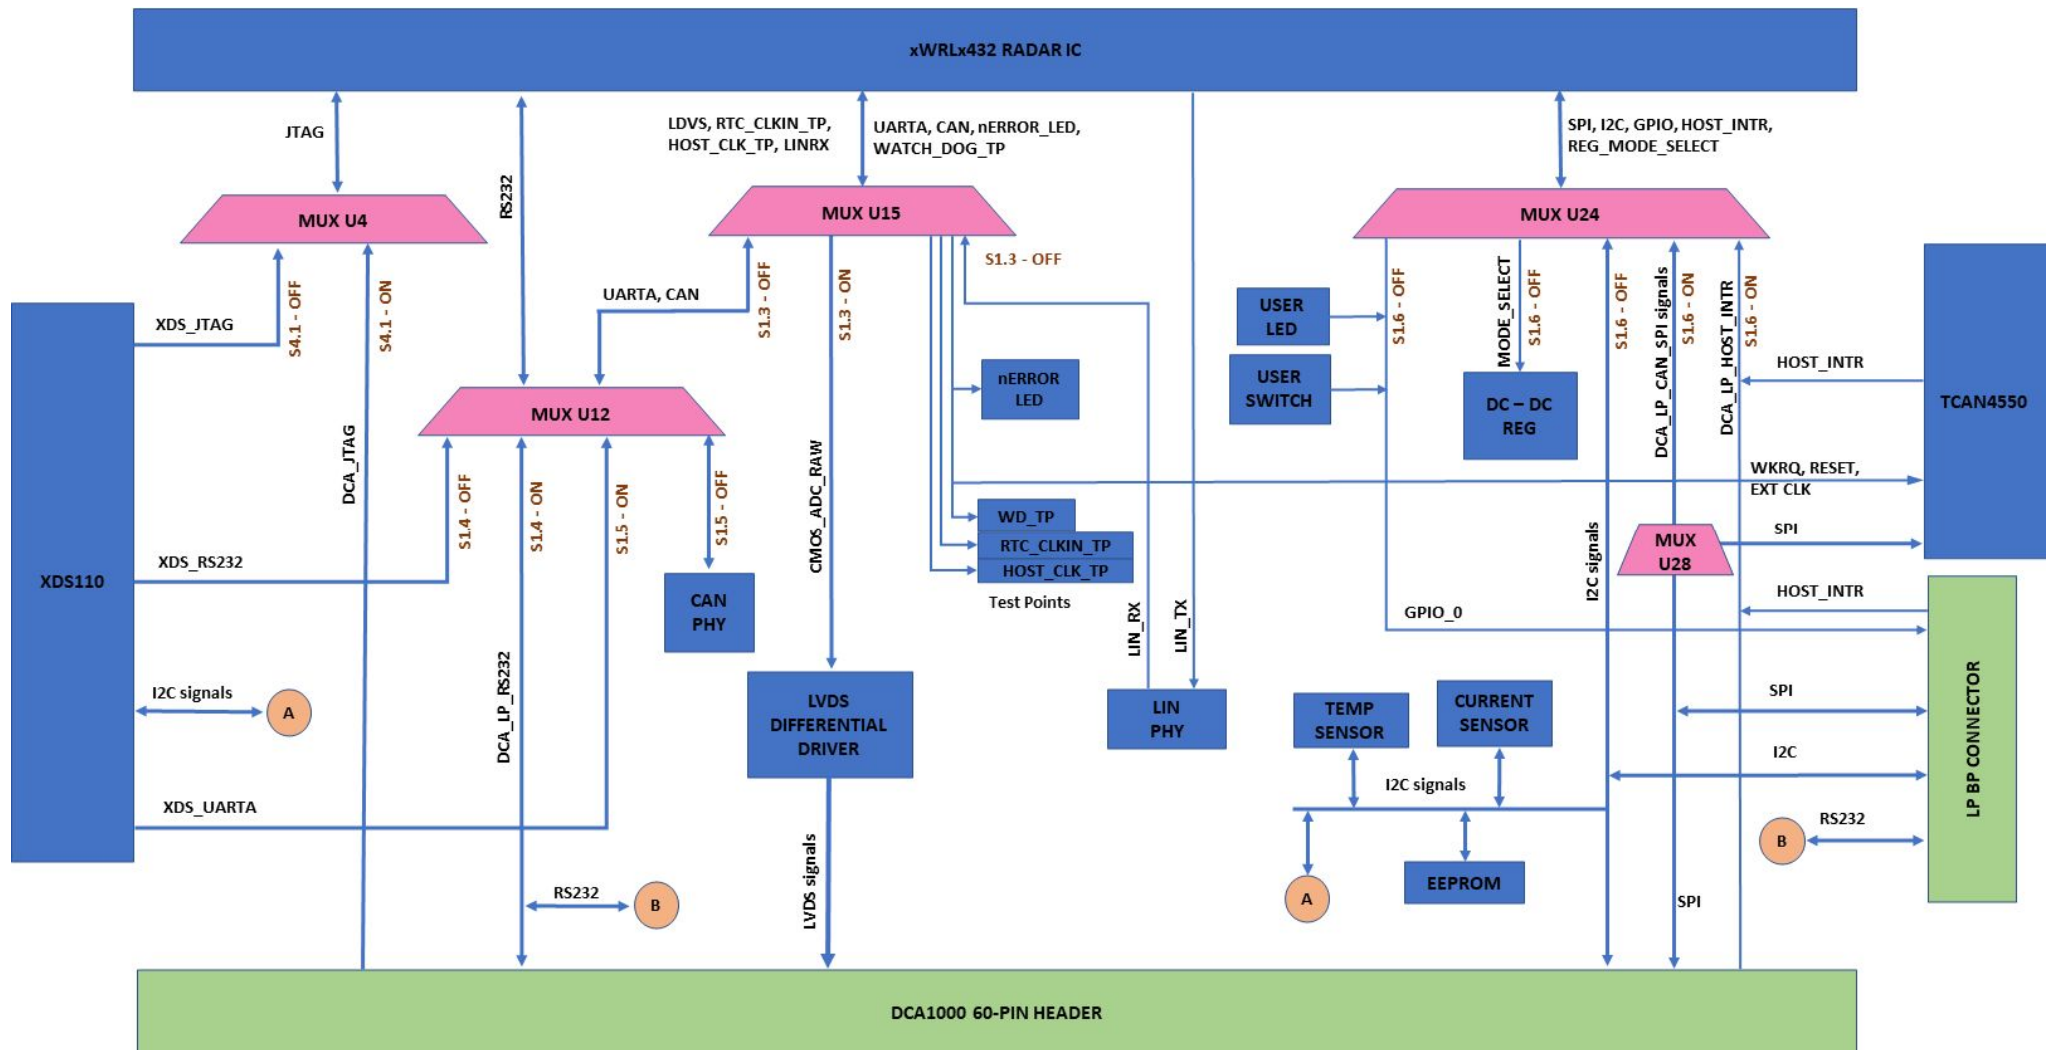 xWRLx432 RADAR IC
JTAG
RS232
LDVS, RTC_CLKIN_TP,
HOST_CLK_TP, LINRX
UARTA, CAN, nERROR_LED,
WATCH_DOG_TP
SPI, I2C, GPIO, HOST_INTR,
REG_MODE_SELECT
MUX U4
MUX U15
MUX U24
S4.1 - OFF
S4.1 - ON
XDS_JTAG
UARTA, CAN
S1.3 - OFF
S1.3 - ON
S1.3 - OFF
USER
LED
USER
SWITCH
S1.6 - OFF
MODE_SELECT
S1.6 - OFF
DC – DC
REG
S1.6 - OFF
DCA_LP_CAN_SPI signals
S1.6 - ON
DCA_LP_HOST_INTR
S1.6 - ON
HOST_INTR
TCAN4550
nERROR
LED
MUX U12
DCA_JTAG
S1.4 - OFF
S1.4 - ON
S1.5 - ON
S1.5 - OFF
CMOS_ADC_RAW
WKRQ, RESET,
EXT CLK
WD_TP
RTC_CLKIN_TP
HOST_CLK_TP
Test Points
MUX
U28
SPI
I2C signals
XDS110
XDS_RS232
CAN
PHY
LIN_RX
LIN_TX
GPIO_0
HOST_INTR
LP BP CONNECTOR
I2C signals
A
DCA_LP_RS232
LVDS
DIFFERENTIAL
DRIVER
LIN
PHY
TEMP
SENSOR
CURRENT
SENSOR
SPI
I2C
I2C signals
XDS_UARTA
B
RS232
RS232
B
LVDS signals
A
EEPROM
SPI
DCA1000 60-PIN HEADER